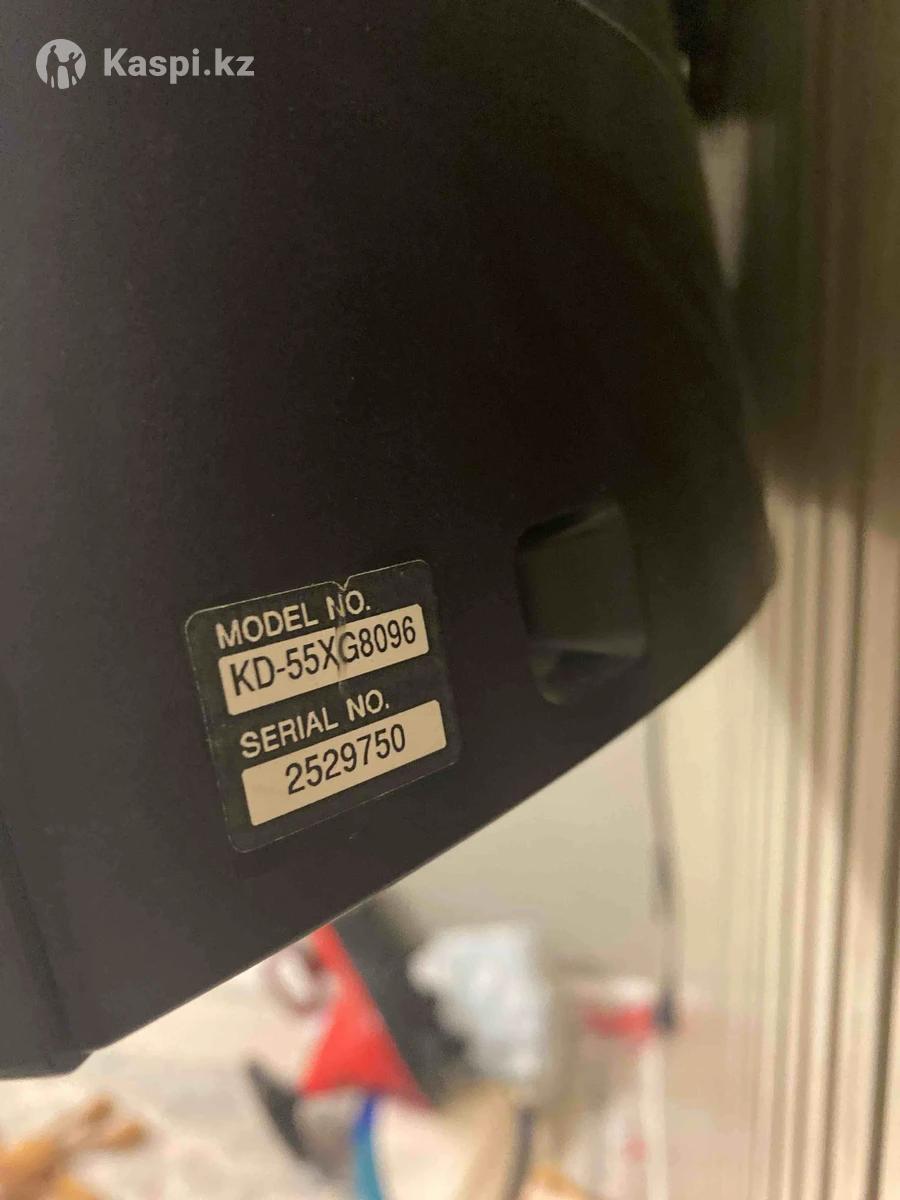 Kaspi.kz
MODEL NO.
KD-55XG8096
SERIAL NO.
2529750